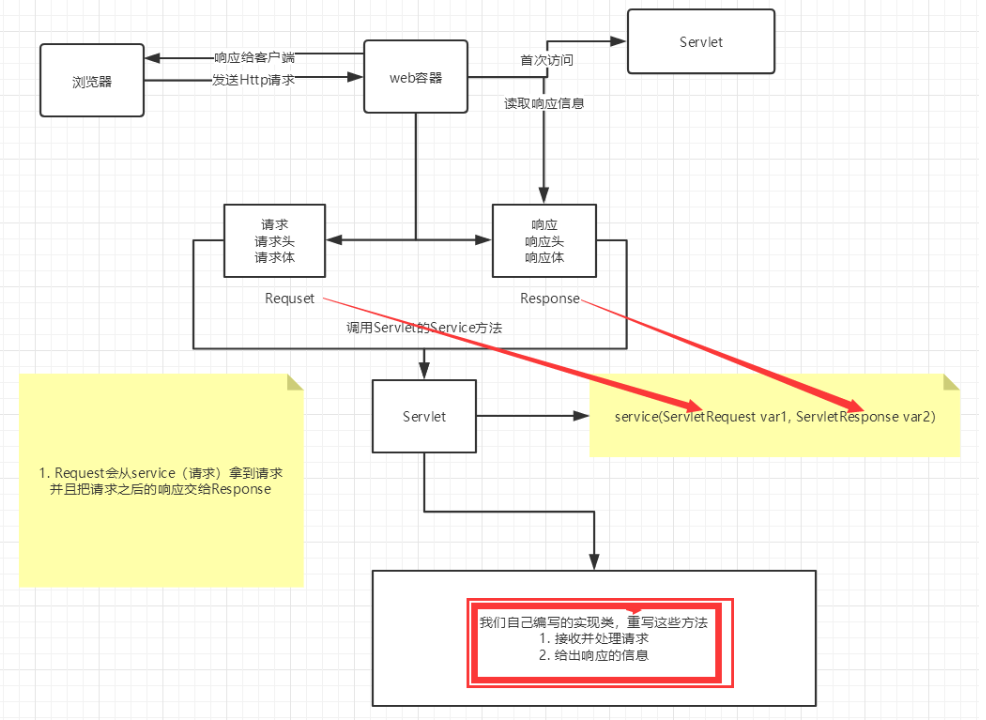 Servlet
响应给客户端
首次访问
浏览器
web容器
发送Http请求
读取响应信息
请求
请求头
请求体
响应
响应头
响应体
Requset
Response
调用Servlet的Service方法
Servlet
service(ServletRequest var1, ServletResponse var2)
1. Request会从service（请求）拿到请求
并且把请求之后的响应交给Response
我们自己编写的实现类，重写这些方法
1. 接收并处理请求
2. 给出响应的信息